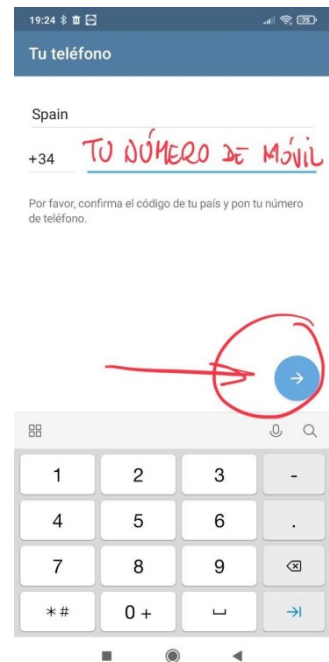 19:24 75
Tu teléfono
Spain
+34 TU NÚMERO DE MÓVIL
Por favor, confirma el código de tu país y pon tu número
de teléfono.
1 2 3 -
4 5 6 .
7 8 9
*# 0 +